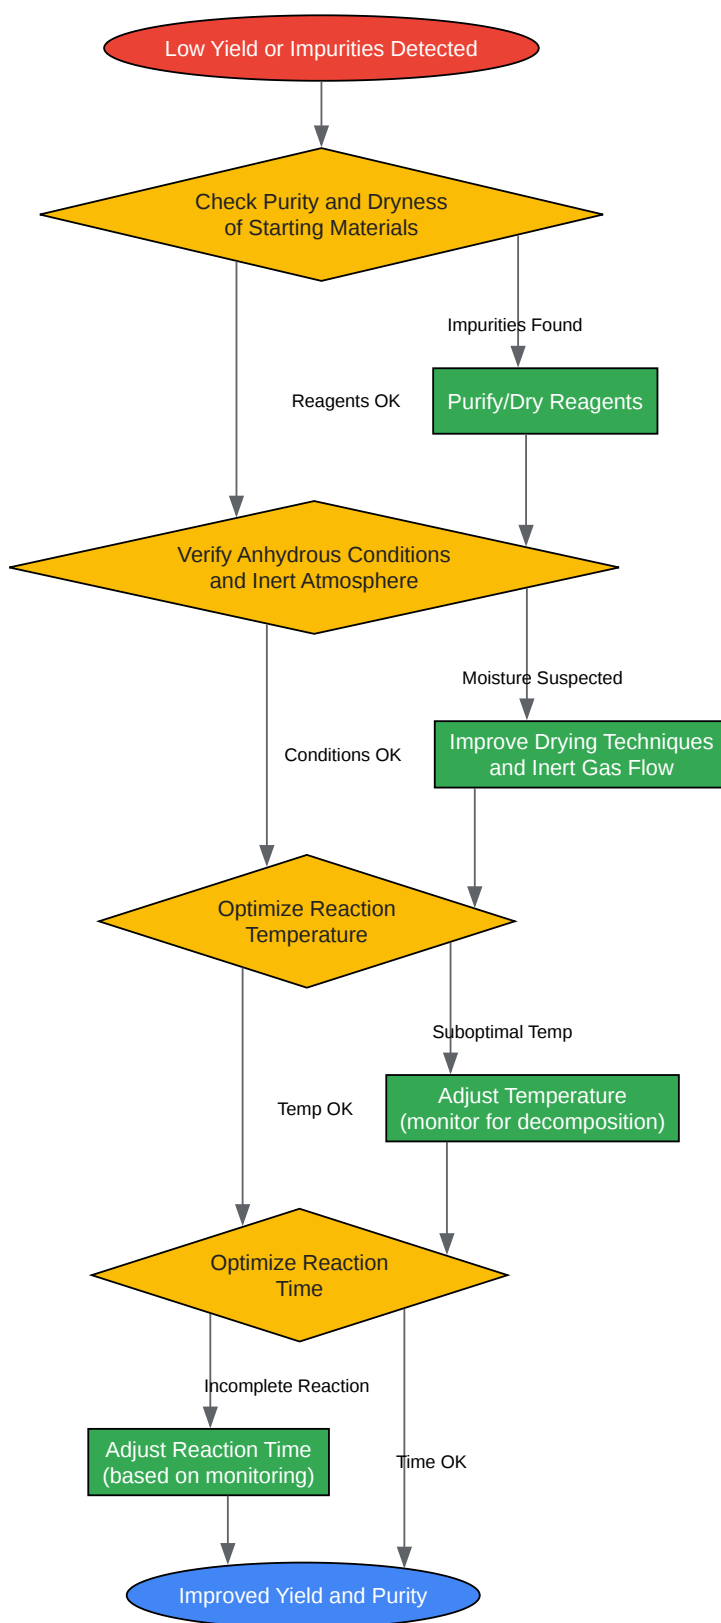 Low Yield or Impurities Detected
Check Purity and Dryness
of Starting Materials
Impurities Found
Reagents OK
Purify/Dry Reagents
Verify Anhydrous Conditions
and Inert Atmosphere
Moisture Suspected
Conditions OK
Improve Drying Techniques
and Inert Gas Flow
Optimize Reaction
Temperature
Suboptimal Temp
Temp OK
Adjust Temperature
(monitor for decomposition)
Optimize Reaction
Time
Incomplete Reaction
Adjust Reaction Time
(based on monitoring)
Time OK
Improved Yield and Purity